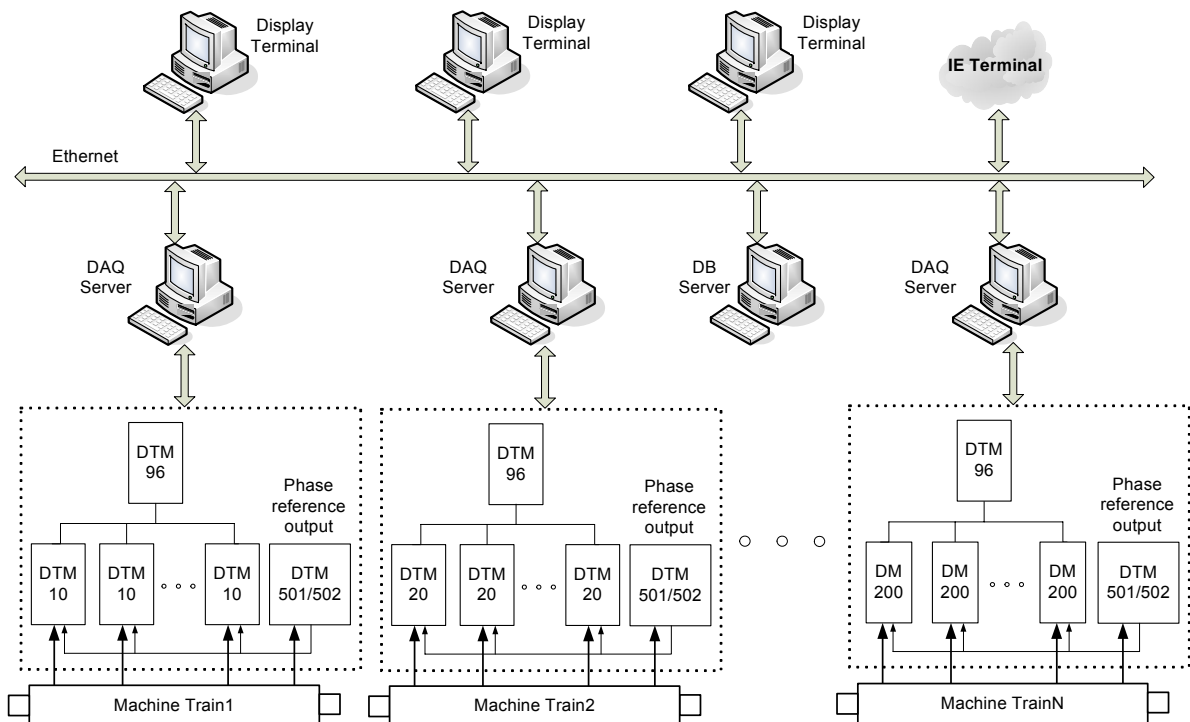 Display
Terminal
Display
Terminal
Display
Terminal
IE Terminal
Ethernet
DAQ
Server
DAQ
Server
DB
Server
DAQ
Server
DTM
96
Phase
reference
output
DTM
10
DTM
10
DTM
10
DTM
501/502
Machine Train1
DTM
96
Phase
reference
output
DTM
20
DTM
20
DTM
20
DTM
501/502
Machine Train2
DTM
96
Phase
reference
output
DM
200
DM
200
DM
200
DTM
501/502
Machine TrainN